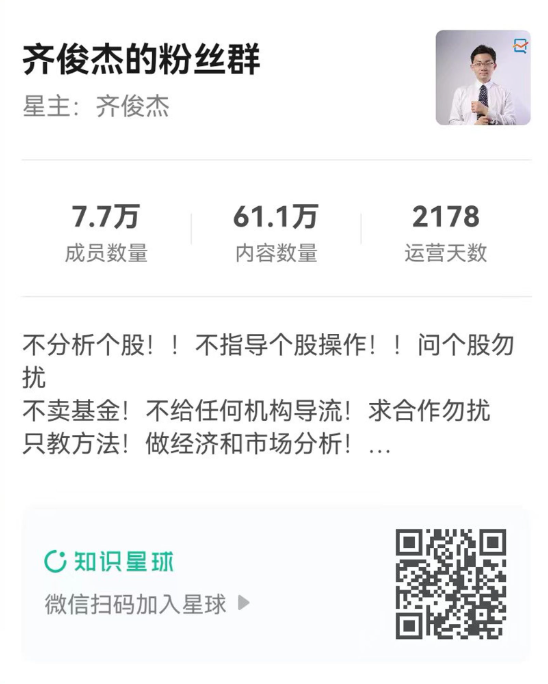 齐俊杰的粉丝群
星主：齐俊杰
7.7万
61.1万
2178
成员数量
内容数量
运营天数
不分析个股！！不指导个股操作！！问个股勿
扰
不卖基金！不给任何机构导流！求合作勿扰
只教方法！做经济和市场分析！...
知识星球
微信扫码加入星球